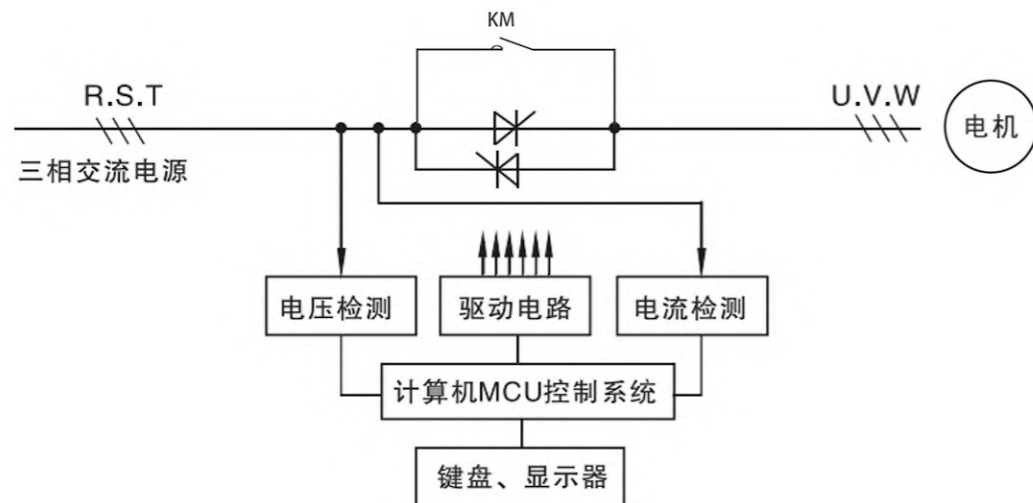 KM
R.S.T
U.V.W
电机
三相交流电源
电压检测
驱动电路
电流检测
计算机MCU控制系统
键盘、显示器